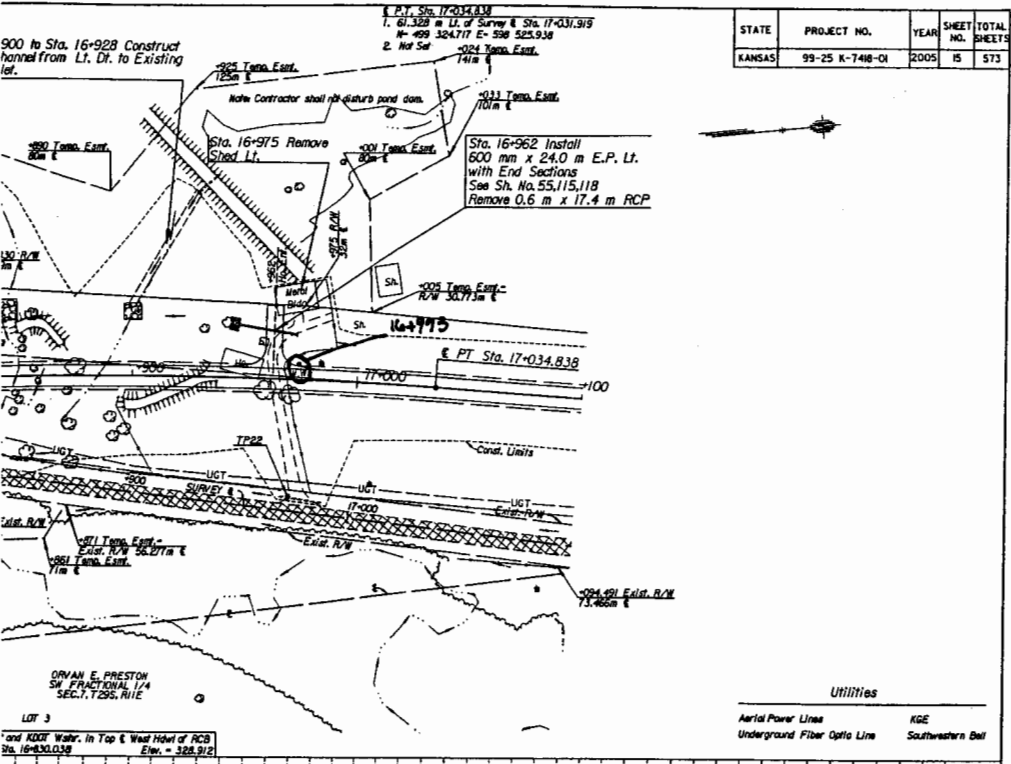 ₵ P.T. Sta. 17+034.838
1. 61.328 m Lt. of Survey ₵ Sta. 17+031.919
N- 499 324.717 E- 598 525.938
2. Not Set
STATE PROJECT NO. YEAR SHEET NO. TOTAL SHEETS
KANSAS 99-25 K-7418-01 2005 15 573
900 to Sta. 16+928 Construct
hannel from Lt. Dt. to Existing
let.
+925 Temp. Esmt.
125m ₵
+024 Temp. Esmt.
141m ₵
Note: Contractor shall not disturb pond dam.
+033 Temp. Esmt.
101m ₵
+890 Temp. Esmt.
80m ₵
Sta. 16+975 Remove
Shed Lt.
+001 Temp. Esmt.
80m ₵
Sta. 16+962 Install
600 mm x 24.0 m E.P. Lt.
with End Sections
See Sh. No. 55,115,118
Remove 0.6 m x 17.4 m RCP
+975 R/W
32m ₵
R/W
Metal
Bldg.
Sh.
+005 Temp. Esmt.-
R/W 30.773m ₵
Sh.
16+973
₵ PT Sta. 17+034.838
+900
17+000
+100
TP22
Const. Limits
UGT
UGT
UGT
UGT
+900
SURVEY ₵
17+000
Exist. R/W
Exist. R/W
Exist. R/W
+871 Temp. Esmt.-
Exist. R/W 56.277m ₵
+861 Temp. Esmt.
71m ₵
+094.491 Exist. R/W
73.466m ₵
ORVAN E. PRESTON
SW FRACTIONAL 1/4
SEC.7, T29S, R11E
LOT 3
and KDOT Washr. in Top ₵ West Hdwl of RCB
Sta. 16+830.038 Elev. = 328.912
Utilities
Aerial Power Lines KGE
Underground Fiber Optic Line Southwestern Bell